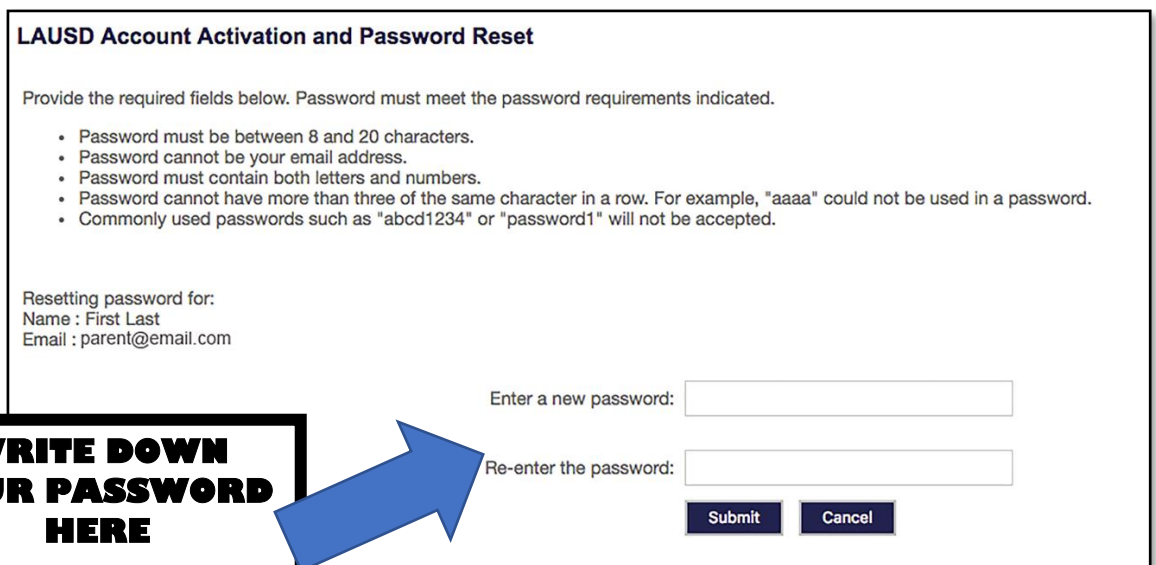 LAUSD Account Activation and Password Reset
Provide the required fields below. Password must meet the password requirements indicated.
• Password must be between 8 and 20 characters.
• Password cannot be your email address.
• Password must contain both letters and numbers.
• Password cannot have more than three of the same character in a row. For example, "aaaa" could not be used in a password.
• Commonly used passwords such as "abcd1234" or "password1" will not be accepted.
Resetting password for:
Name : First Last
Email : parent@email.com
Enter a new password:
Re-enter the password:
Submit Cancel
DOWN
PASSWORD
HERE